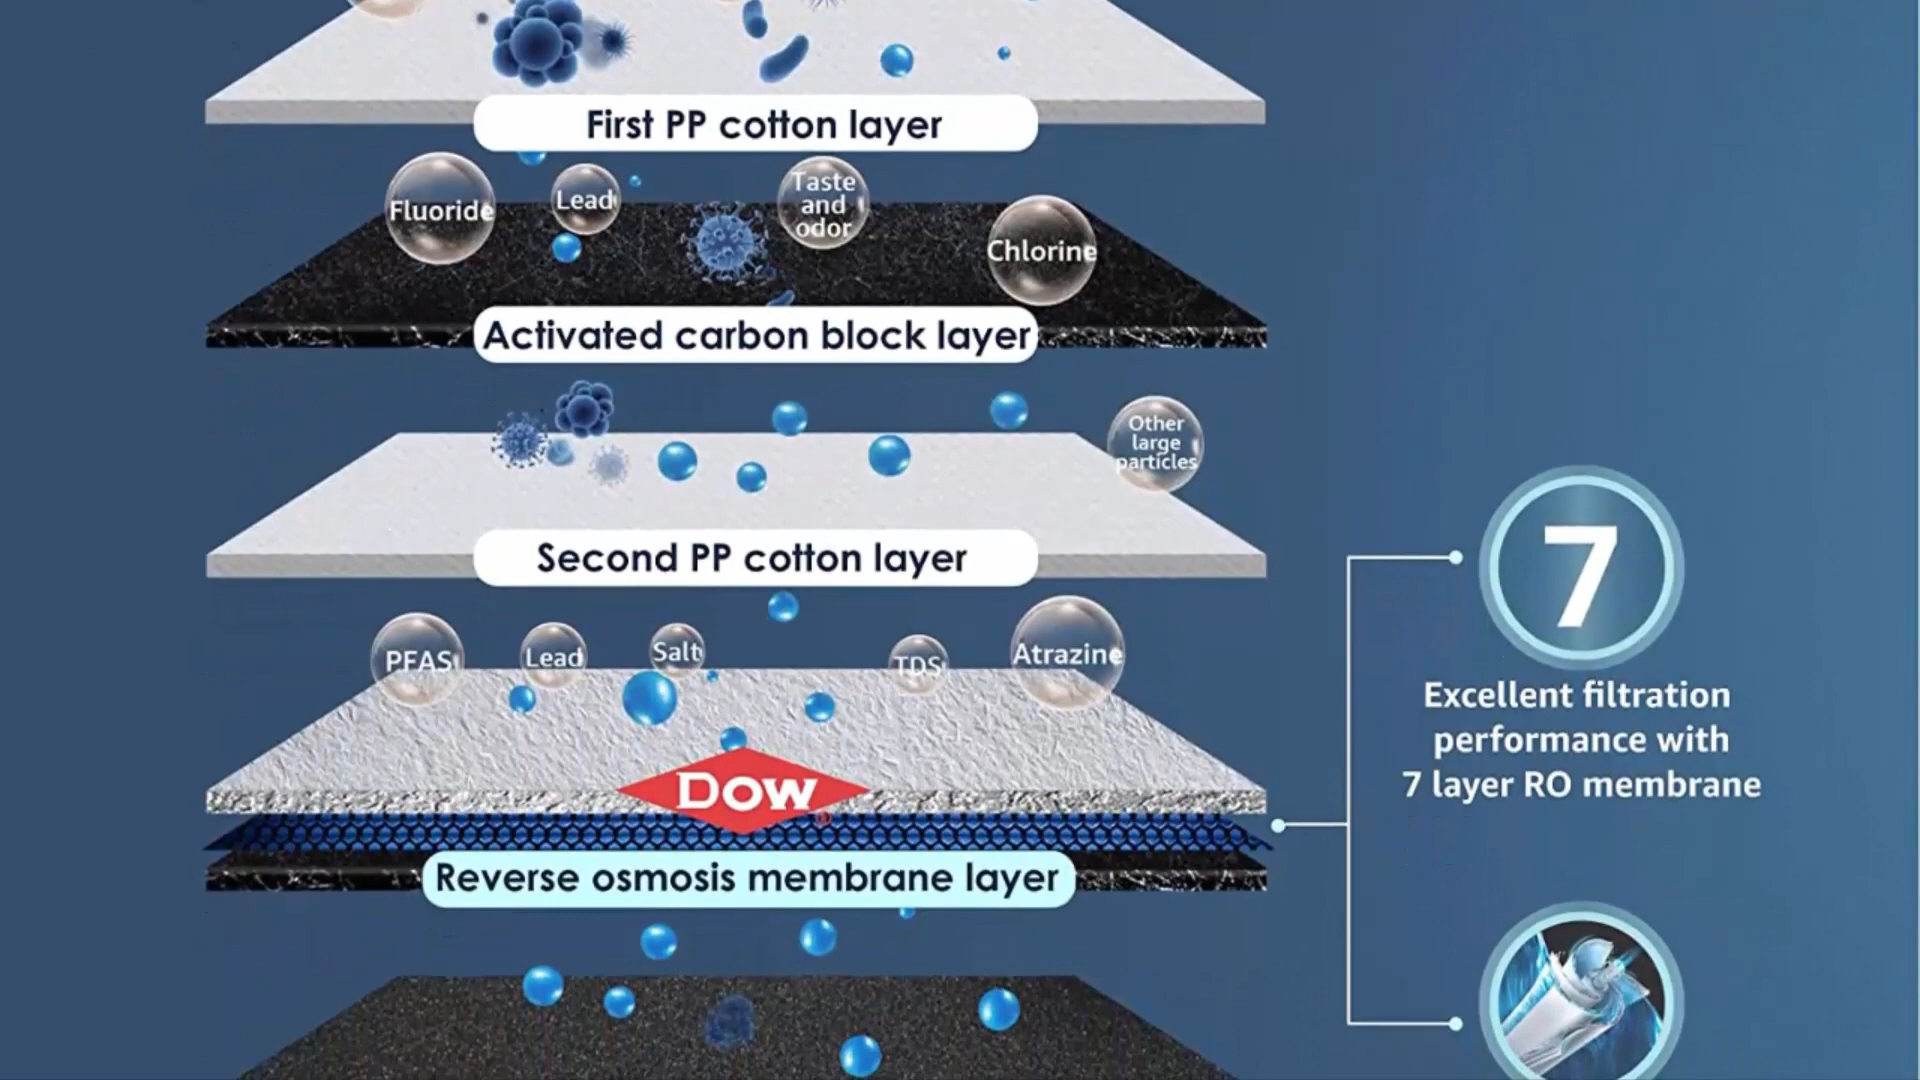 First PP cotton layer
Fluoride
Lead
Taste
and
odor
Chlorine
Activated carbon block layer
Other
large
particles
Second PP cotton layer
PFAS
Lead
Salt
TDS
Atrazine
DOW
®
Reverse osmosis membrane layer
7
Excellent filtration
performance with
7 layer RO membrane